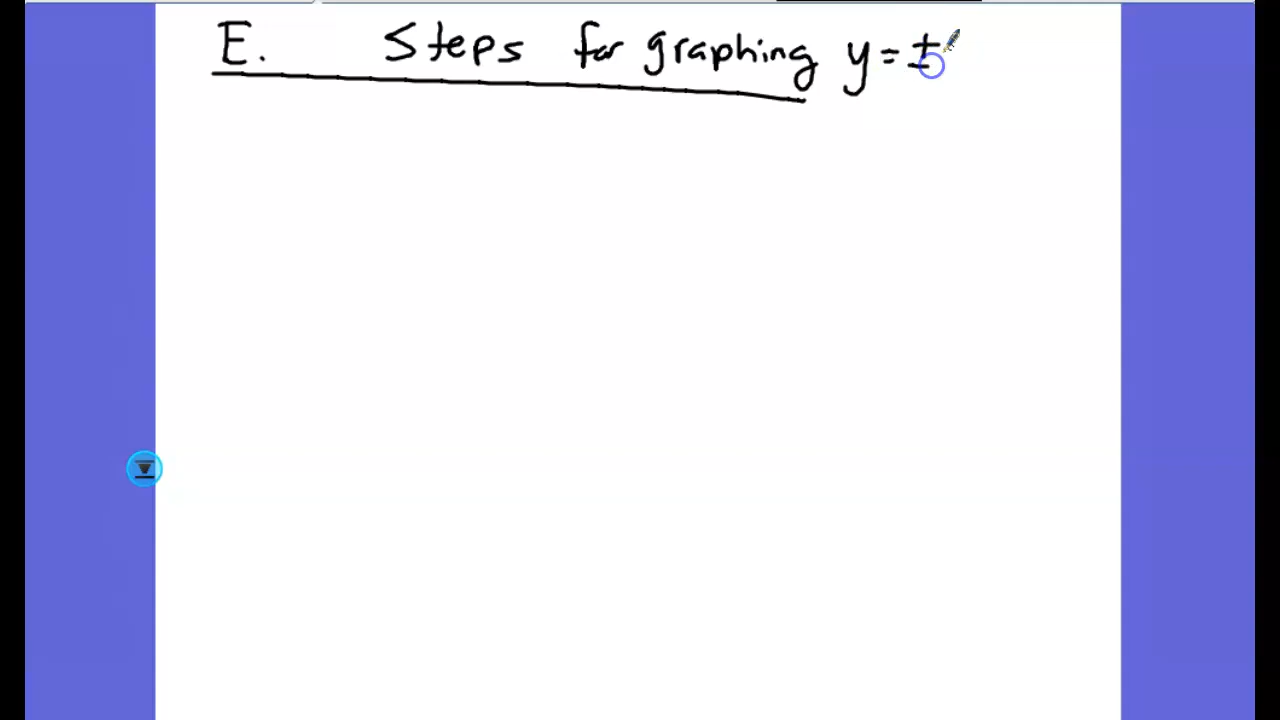 E. Steps for graphing y = ±